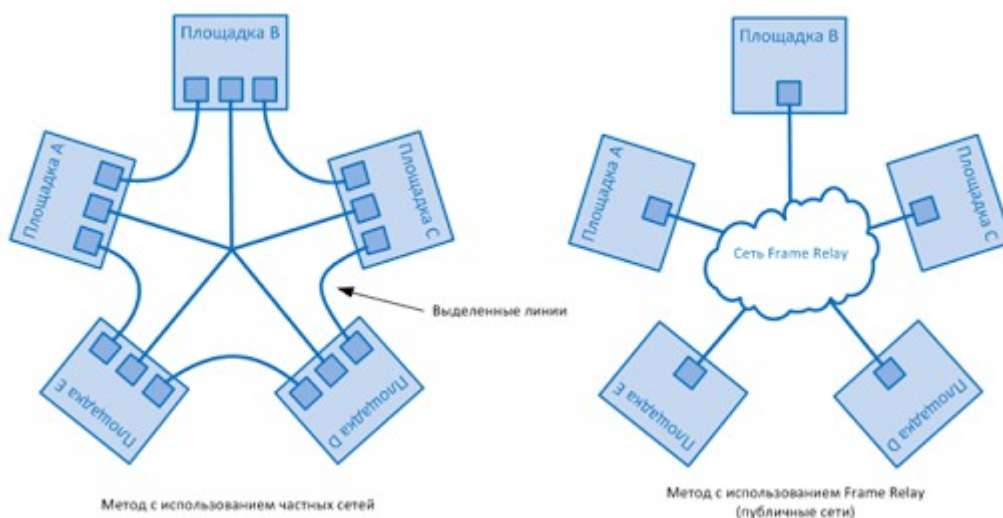 Площадка B
Площадка A
Площадка C
Выделенные линии
Площадка E
Площадка D
Метод с использованием частных сетей
Площадка B
Площадка A
Площадка C
Сеть Frame Relay
Площадка E
Площадка D
Метод с использованием Frame Relay
(публичные сети)